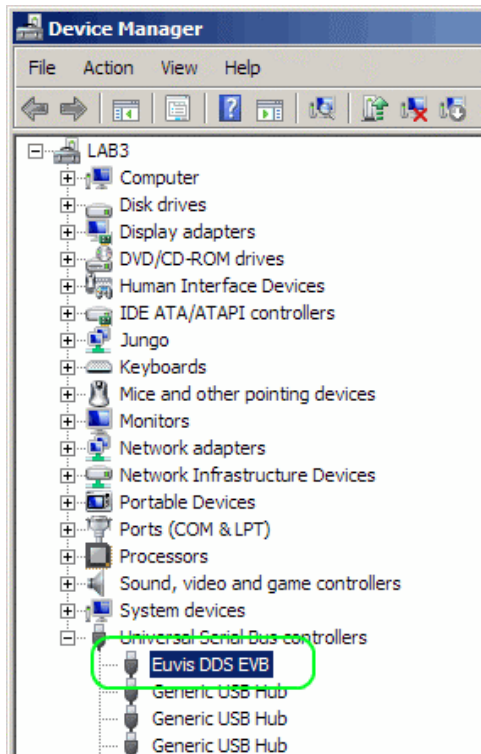 Device Manager
File Action View Help
LAB3
Computer
Disk drives
Display adapters
DVD/CD-ROM drives
Human Interface Devices
IDE ATA/ATAPI controllers
Jungo
Keyboards
Mice and other pointing devices
Monitors
Network adapters
Network Infrastructure Devices
Portable Devices
Ports (COM & LPT)
Processors
Sound, video and game controllers
System devices
Universal Serial Bus controllers
Euvis DDS EVB
Generic USB Hub
Generic USB Hub
Generic USB Hub